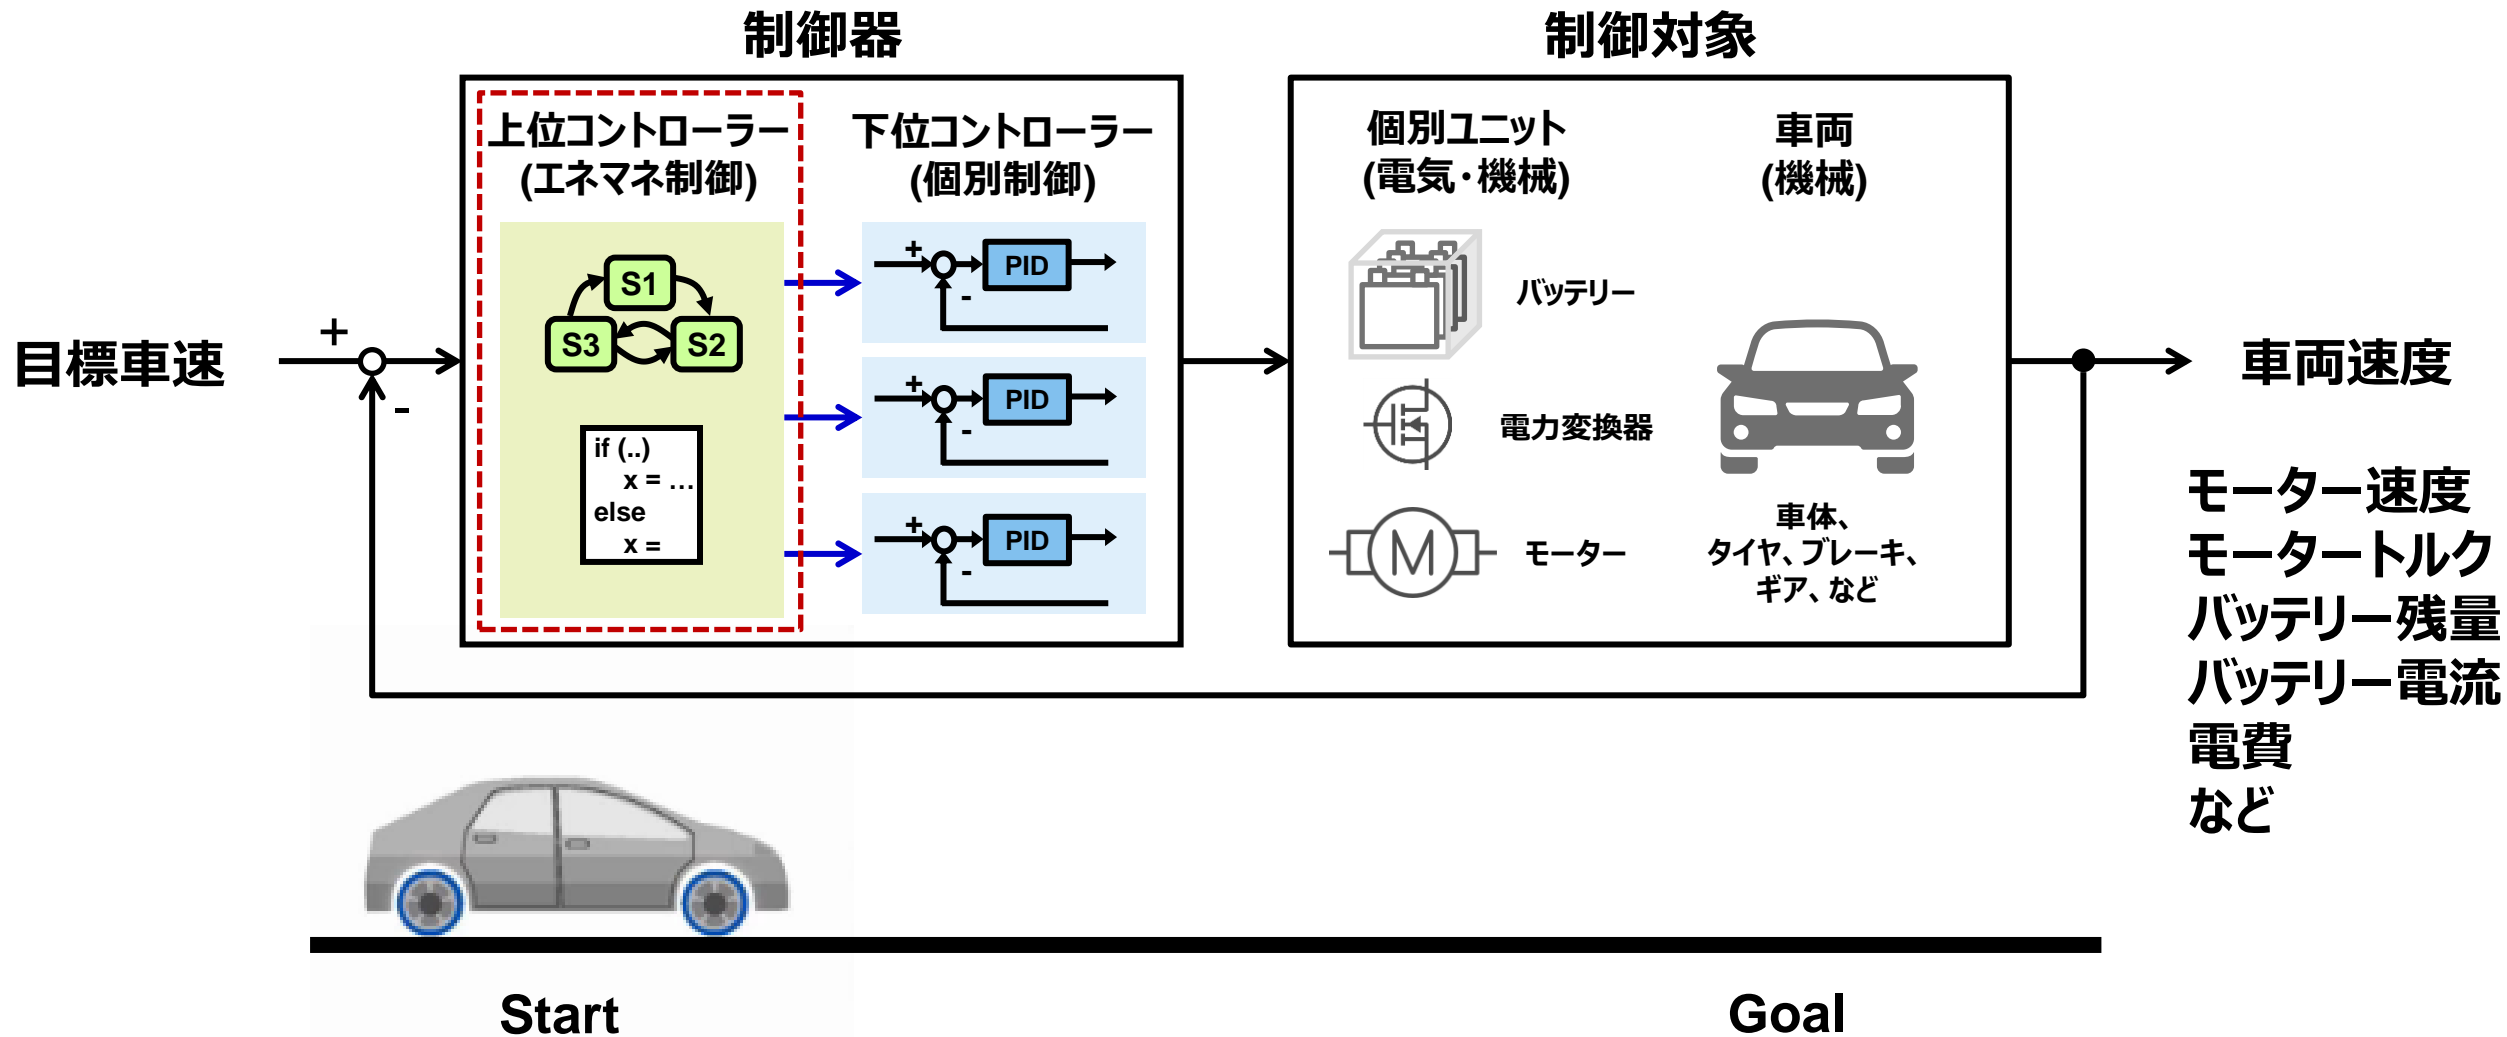 制御器
制御対象
目標車速
+
-
上位コントローラー
(エネマネ制御)
S1
S3
S2
if (..)
x = ...
else
x =
下位コントローラー
(個別制御)
+
-
PID
+
-
PID
+
-
PID
個別ユニット
(電気・機械)
バッテリー
電力変換器
M
モーター
車両
(機械)
車体、
タイヤ、ブレーキ、
ギア、など
車両速度
モーター速度
モータートルク
バッテリー残量
バッテリー電流
電費
など
Start
Goal